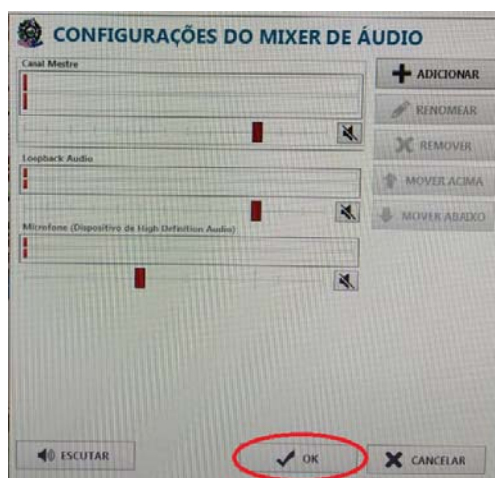 CONFIGURAÇÕES DO MIXER DE ÁUDIO
Canal Mestre
ADICIONAR
RENOMEAR
REMOVER
Loopback Audio
MOVER ACIMA
MOVER ABAIXO
Microfone (Dispositivo de High Definition Audio)
ESCUTAR
OK
CANCELAR